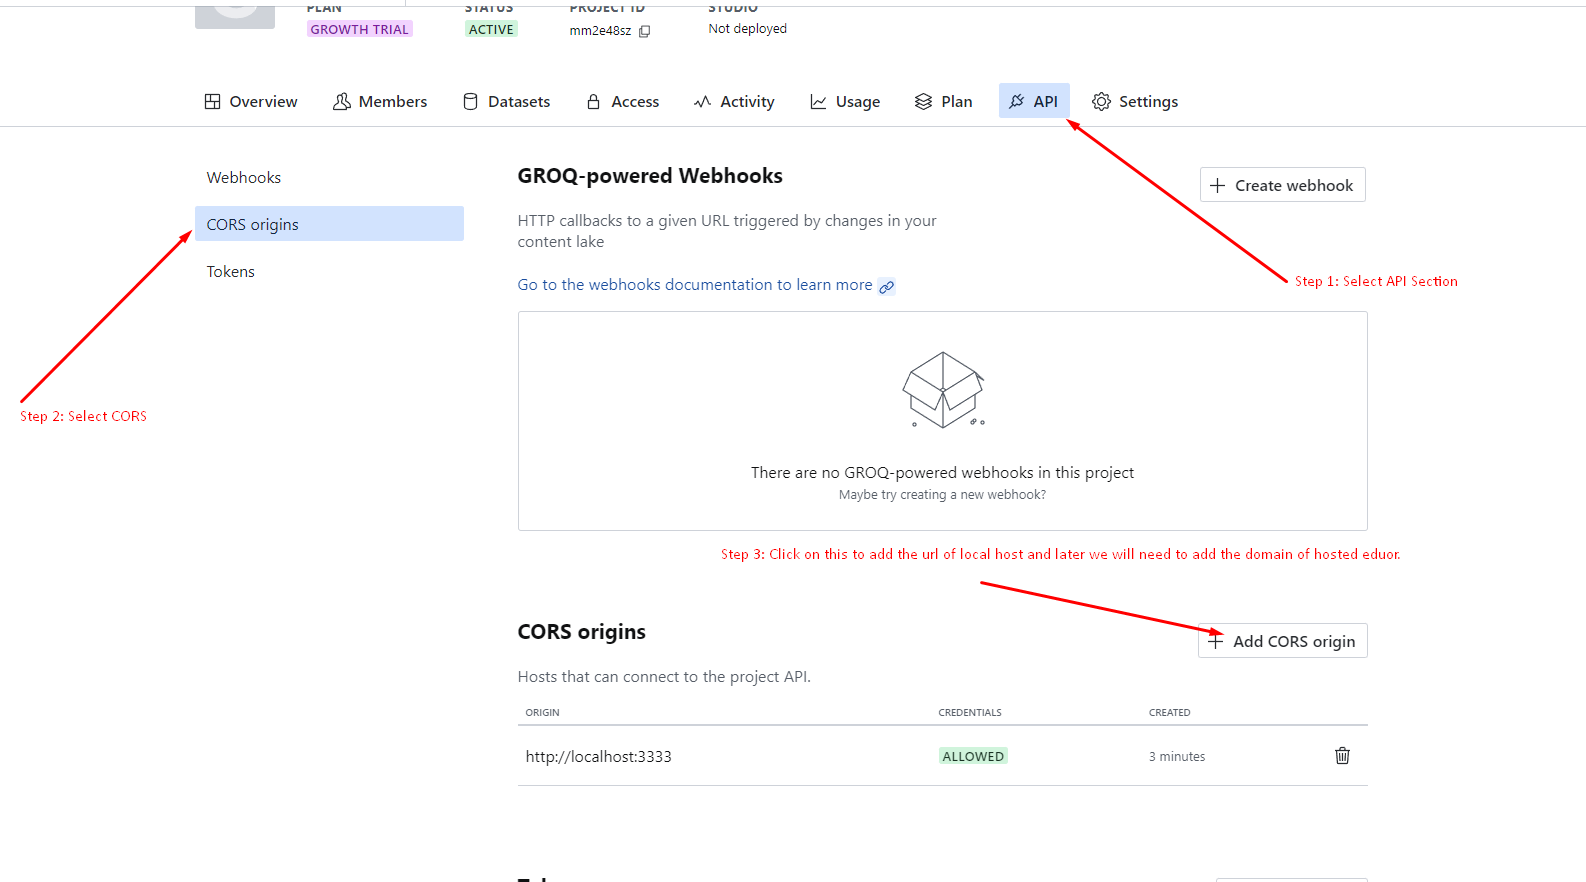 PLAN
STATUS
PROJECT ID
STUDIO
GROWTH TRIAL
ACTIVE
mm2e48sz
Not deployed
Overview
Members
Datasets
Access
Activity
Usage
Plan
API
Settings
Webhooks
CORS origins
Tokens
GROQ-powered Webhooks
Create webhook
HTTP callbacks to a given URL triggered by changes in your
content lake
Go to the webhooks documentation to learn more
Step 1: Select API Section
Step 2: Select CORS
There are no GROQ-powered webhooks in this project
Maybe try creating a new webhook?
Step 3: Click on this to add the url of local host and later we will need to add the domain of hosted eduor.
CORS origins
Add CORS origin
Hosts that can connect to the project API.
ORIGIN
CREDENTIALS
CREATED
http://localhost:3333
ALLOWED
3 minutes